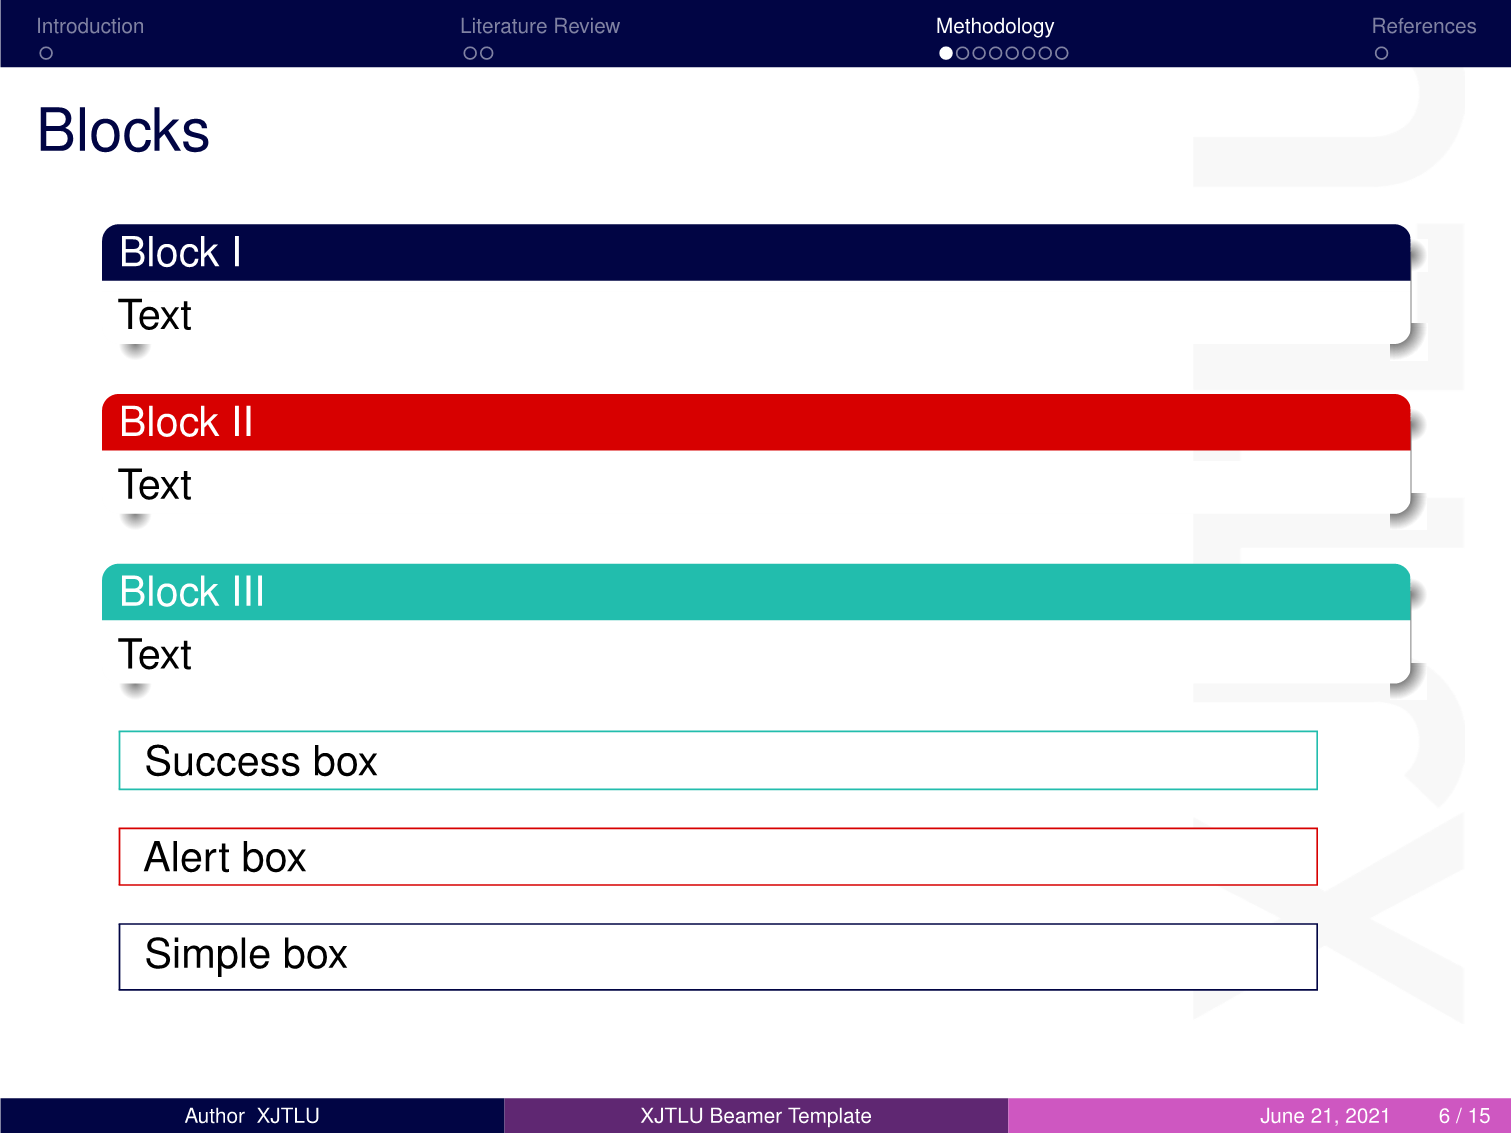 Introduction Literature Review Methodology References
Blocks
Block I
Text
Block II
Text
Block III
Text
Success box
Alert box
Simple box
Author XJTLU XJTLU Beamer Template June 21, 2021 6 / 15
XJTLU